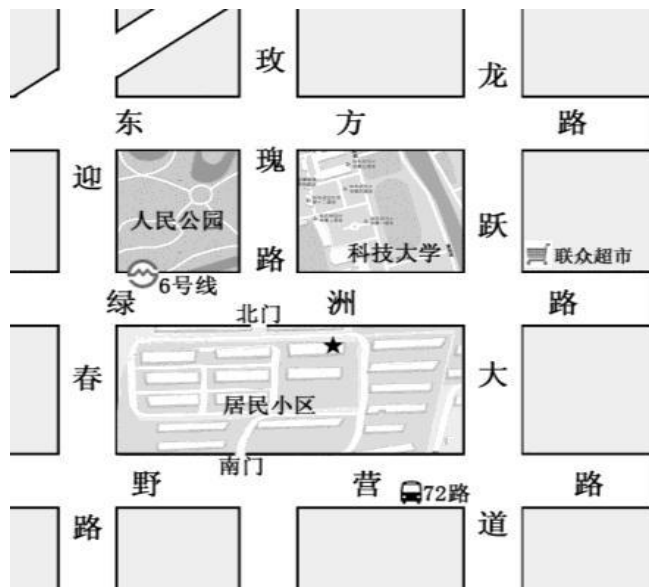 玫
龙
东方路
迎
瑰
人民公园
科技大学
跃
路
联众超市
6号线
绿洲路
北门
春
大
居民小区
南门
野营路
72路
路
道